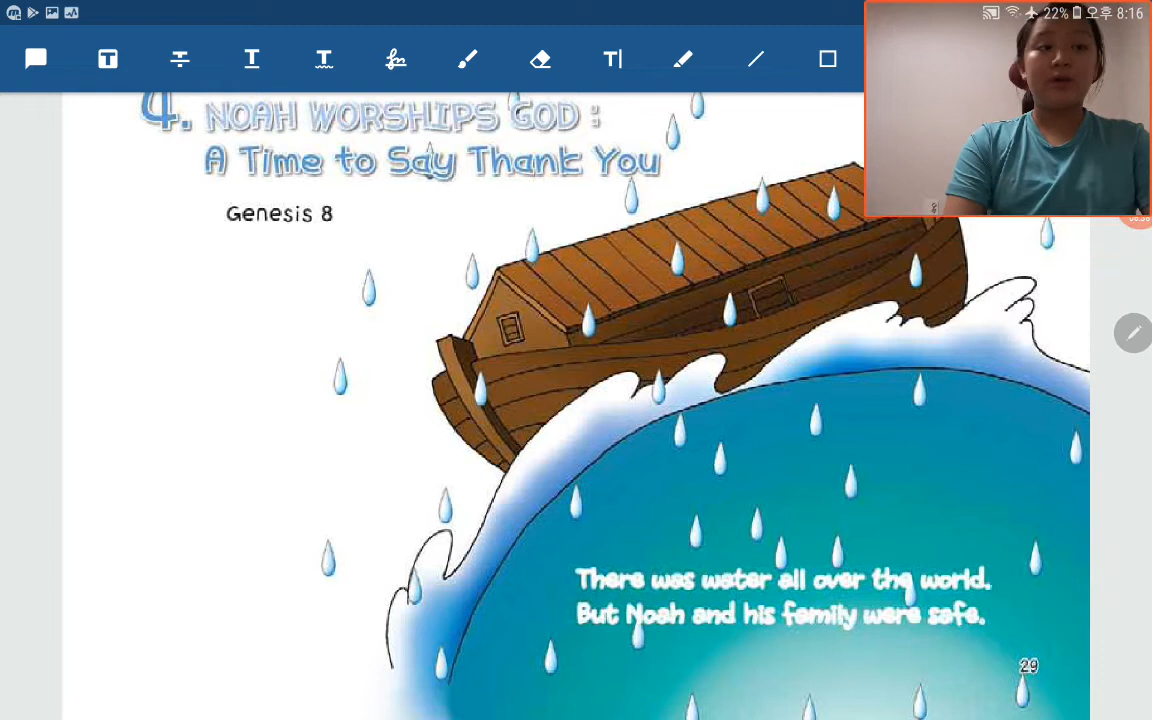 22% 오후 8:16
4. NOAH WORSHIPS GOD :
A Time to Say Thank You
Genesis 8
There was water all over the world.
But Noah and his family were safe.
29